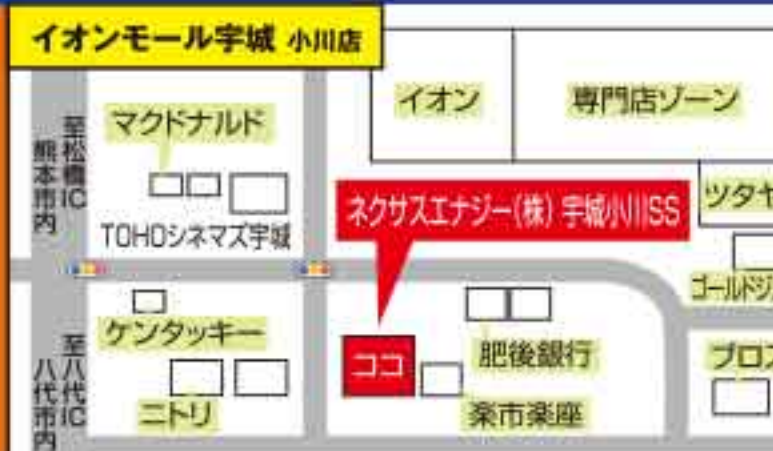 イオンモール宇城 小川店
イオン
専門店ゾーン
マクドナルド
至松橋IC
熊本市内
TOHOシネマズ宇城
ネクサスエナジー(株) 宇城小川SS
ツタヤ
ゴールドジ
ケンタッキー
ココ
肥後銀行
ブロス
至八代IC
八代市内
ニトリ
楽市楽座